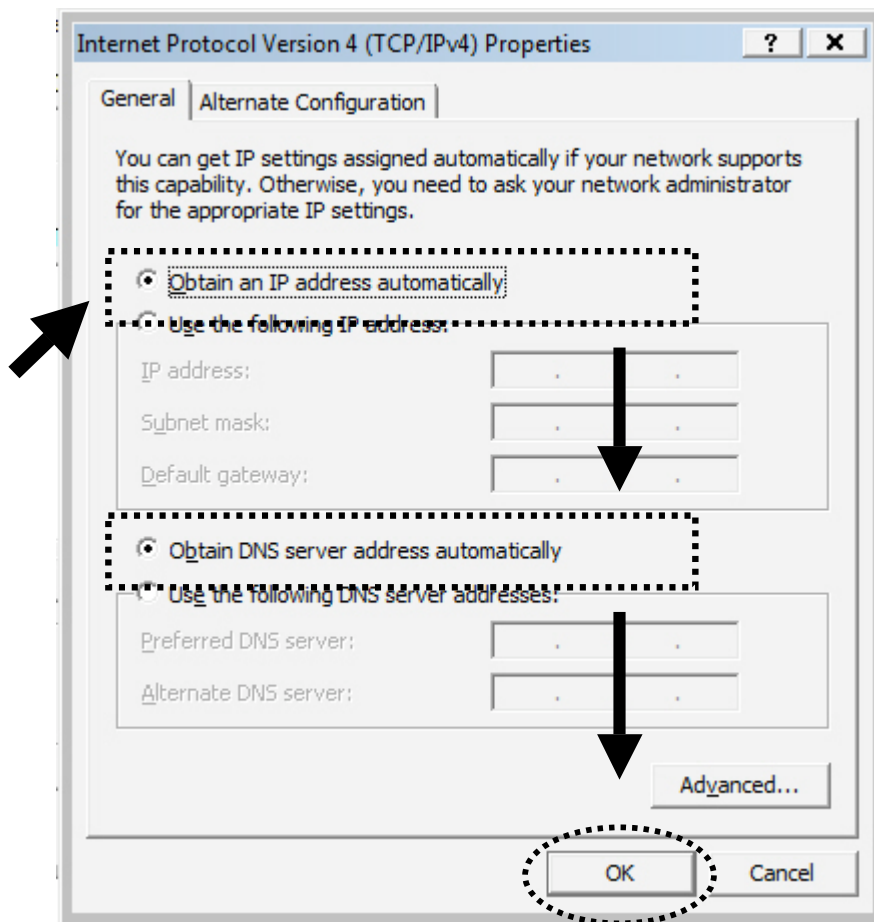 Internet Protocol Version 4 (TCP/IPv4) Properties
? X
General Alternate Configuration
You can get IP settings assigned automatically if your network supports
this capability. Otherwise, you need to ask your network administrator
for the appropriate IP settings.
Obtain an IP address automatically
Use the following IP address:
IP address:
Subnet mask:
Default gateway:
Obtain DNS server address automatically
Use the following DNS server addresses:
Preferred DNS server:
Alternate DNS server:
Advanced...
OK Cancel